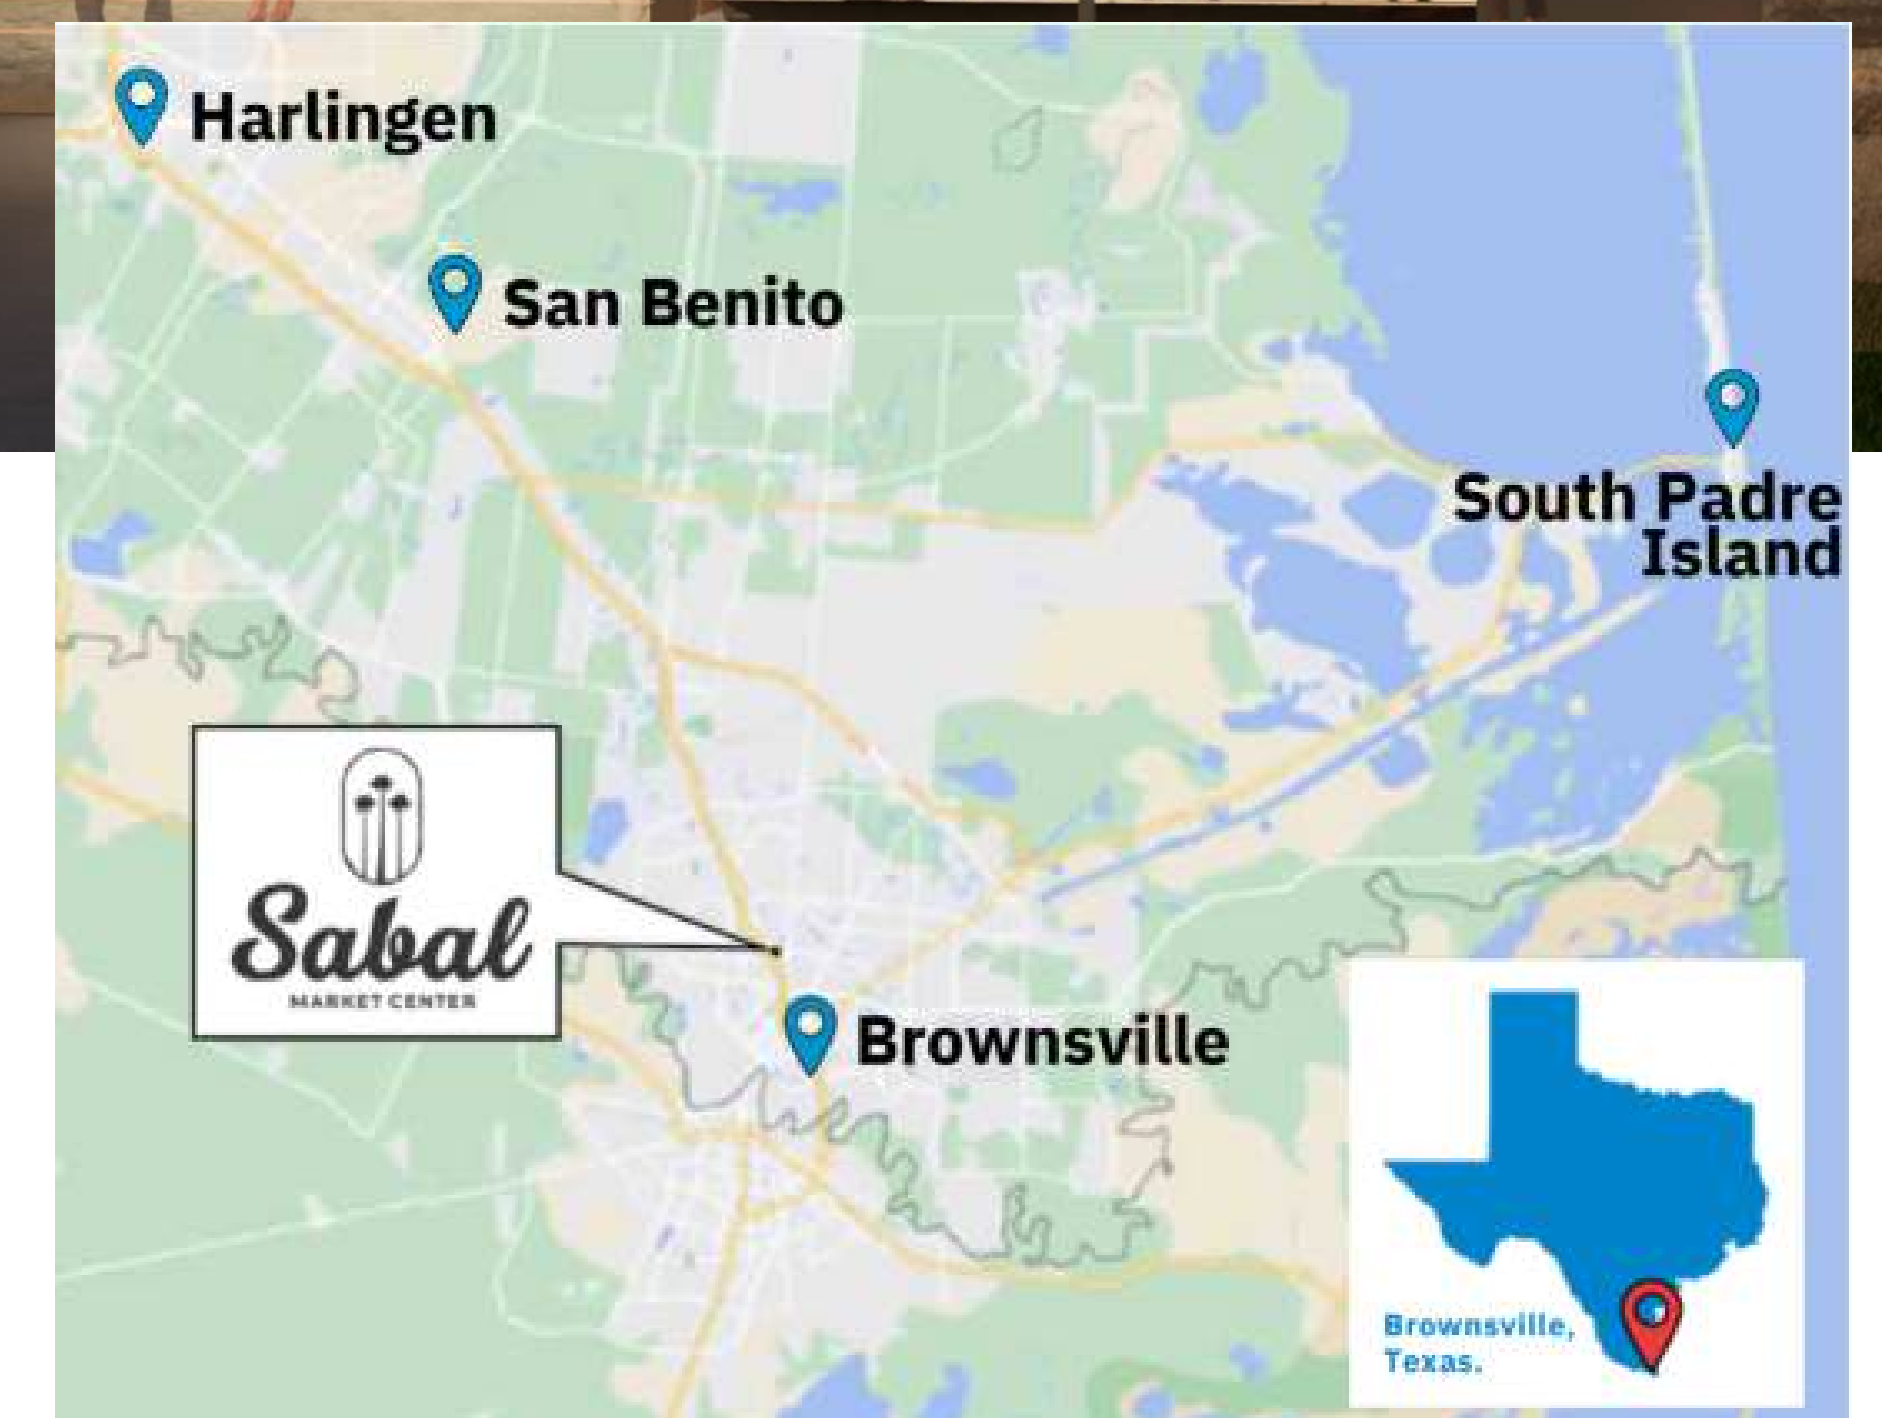 Harlingen
San Benito
South Padre
Island
Sabal
MARKET CENTER
Brownsville
Brownsville,
Texas.